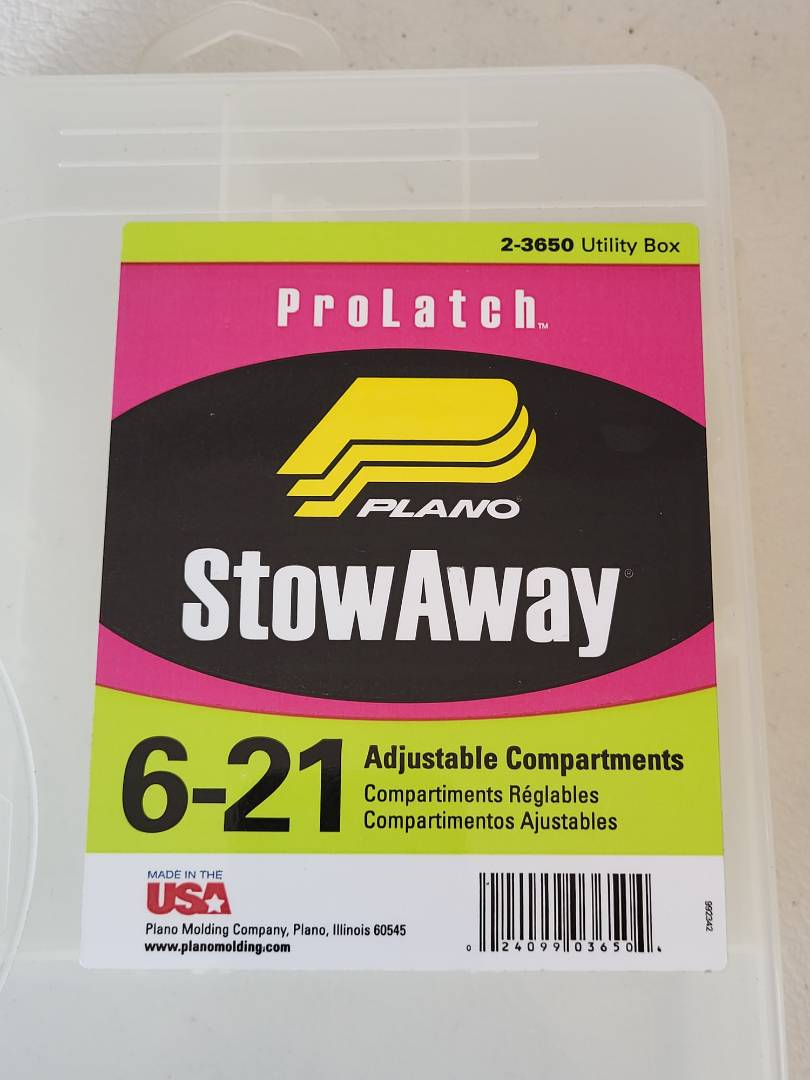 2-3650 Utility Box
ProLatch™
PLANO®
StowAway®
6-21
Adjustable Compartments
Compartiments Réglables
Compartimentos Ajustables
MADE IN THE
USA
Plano Molding Company, Plano, Illinois 60545
www.planomolding.com
0 24099 03650 4
992342